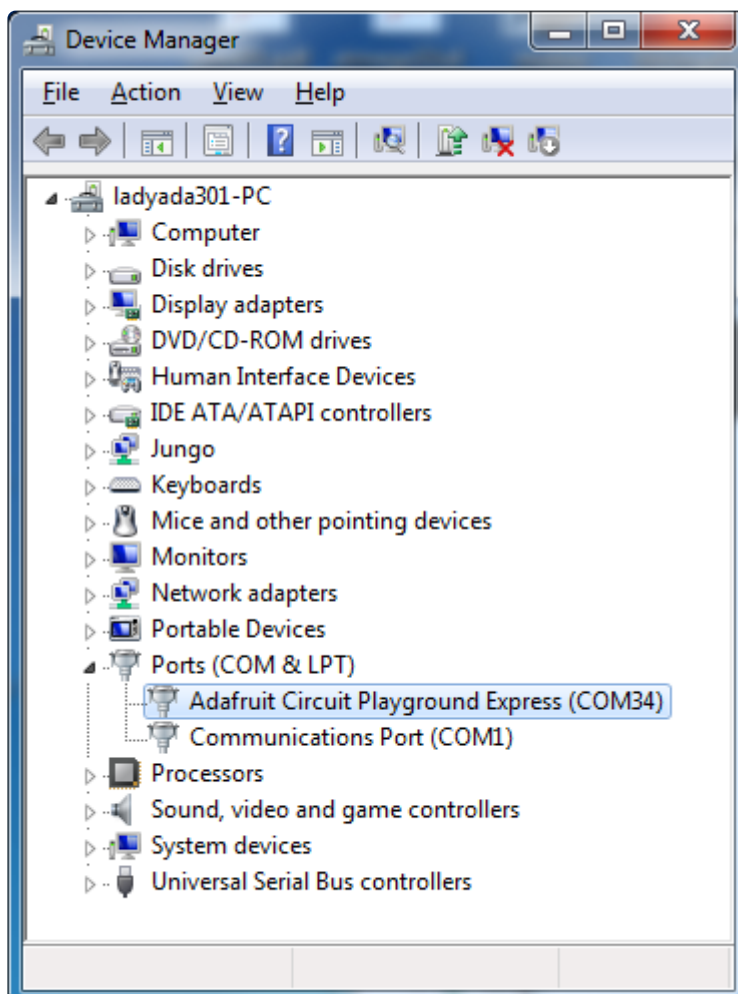 Device Manager
File Action View Help
ladyada301-PC
Computer
Disk drives
Display adapters
DVD/CD-ROM drives
Human Interface Devices
IDE ATA/ATAPI controllers
Jungo
Keyboards
Mice and other pointing devices
Monitors
Network adapters
Portable Devices
Ports (COM & LPT)
Adafruit Circuit Playground Express (COM34)
Communications Port (COM1)
Processors
Sound, video and game controllers
System devices
Universal Serial Bus controllers